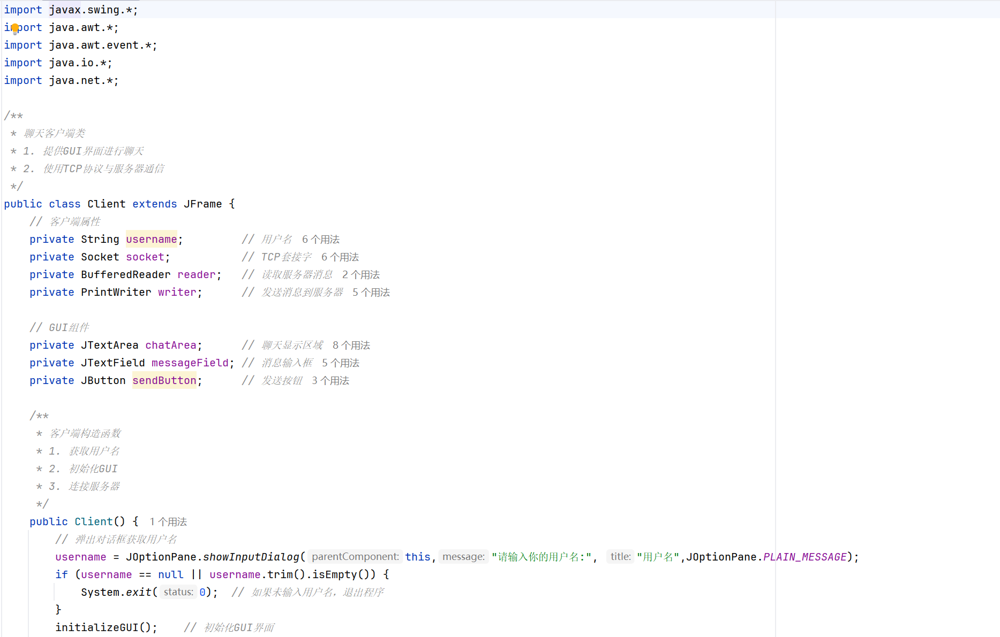 import javax.swing.*;
import java.awt.*;
import java.awt.event.*;
import java.io.*;
import java.net.*;
/**
 * 聊天客户端类
 * 1. 提供GUI界面进行聊天
 * 2. 使用TCP协议与服务器通信
 */
public class Client extends JFrame {
    // 客户端属性
    private String username;         // 用户名 6 个用法
    private Socket socket;           // TCP套接字 6 个用法
    private BufferedReader reader;   // 读取服务器消息 2 个用法
    private PrintWriter writer;      // 发送消息到服务器 5 个用法
    // GUI组件
    private JTextArea chatArea;      // 聊天显示区域 8 个用法
    private JTextField messageField; // 消息输入框 5 个用法
    private JButton sendButton;      // 发送按钮 3 个用法
    /**
     * 客户端构造函数
     * 1. 获取用户名
     * 2. 初始化GUI
     * 3. 连接服务器
     */
    public Client() { 1 个用法
        // 弹出对话框获取用户名
        username = JOptionPane.showInputDialog( parentComponent: this, message: "请输入你的用户名:", title: "用户名",JOptionPane.PLAIN_MESSAGE);
        if (username == null || username.trim().isEmpty()) {
            System.exit( status: 0);  // 如果未输入用户名，退出程序
        }
        initializeGUI();    // 初始化GUI界面